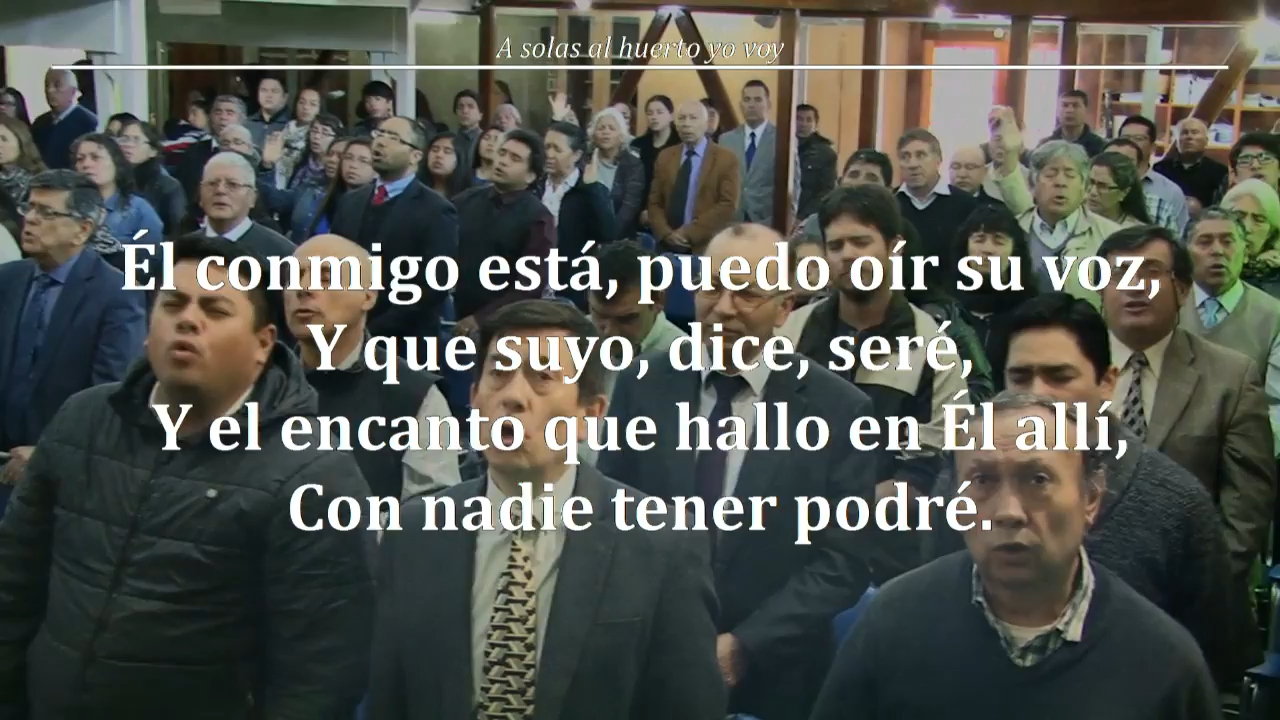 A solas al huerto yo voy
Él conmigo está, puedo oír su voz,
Y que suyo, dice, seré,
Y el encanto que hallo en Él allí,
Con nadie tener podré.